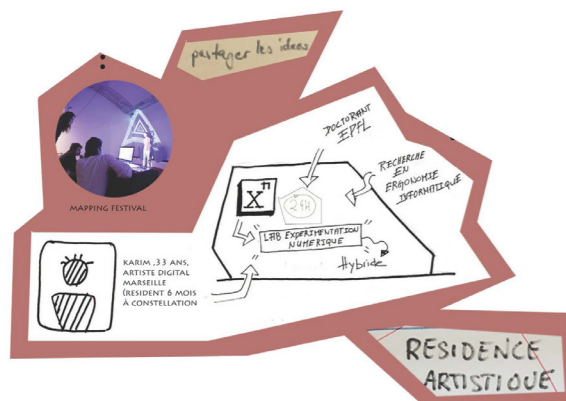 partager les idées
MAPPING FESTIVAL
DOCTORANT
EPFL
RECHERCHE
EN
ERGONOMIE
INFORMATIQUE
X^n
24H
"LAB EXPERIMENTATION
NUMERIQUE"
Hybride
KARIM ,33 ANS,
ARTISTE DIGITAL
MARSEILLE
(RESIDENT 6 MOIS
À CONSTELLATION
RESIDENCE
ARTISTIQUE